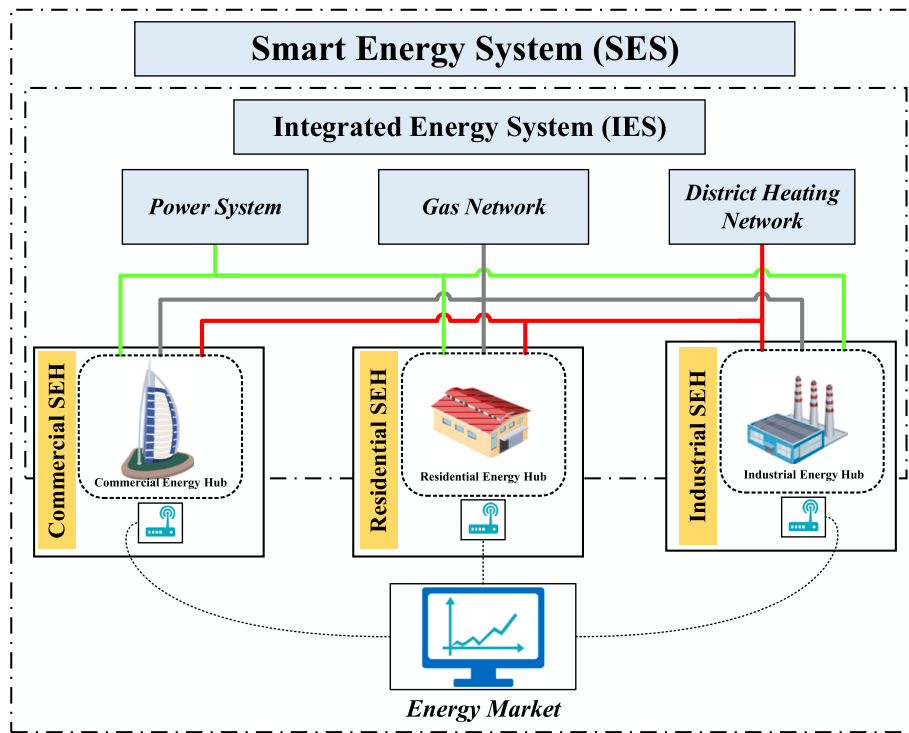 Smart Energy System (SES)
Integrated Energy System (IES)
Power System
Gas Network
District Heating
Network
Commercial SEH
Commercial Energy Hub
Residential SEH
Residential Energy Hub
Industrial SEH
Industrial Energy Hub
Energy Market